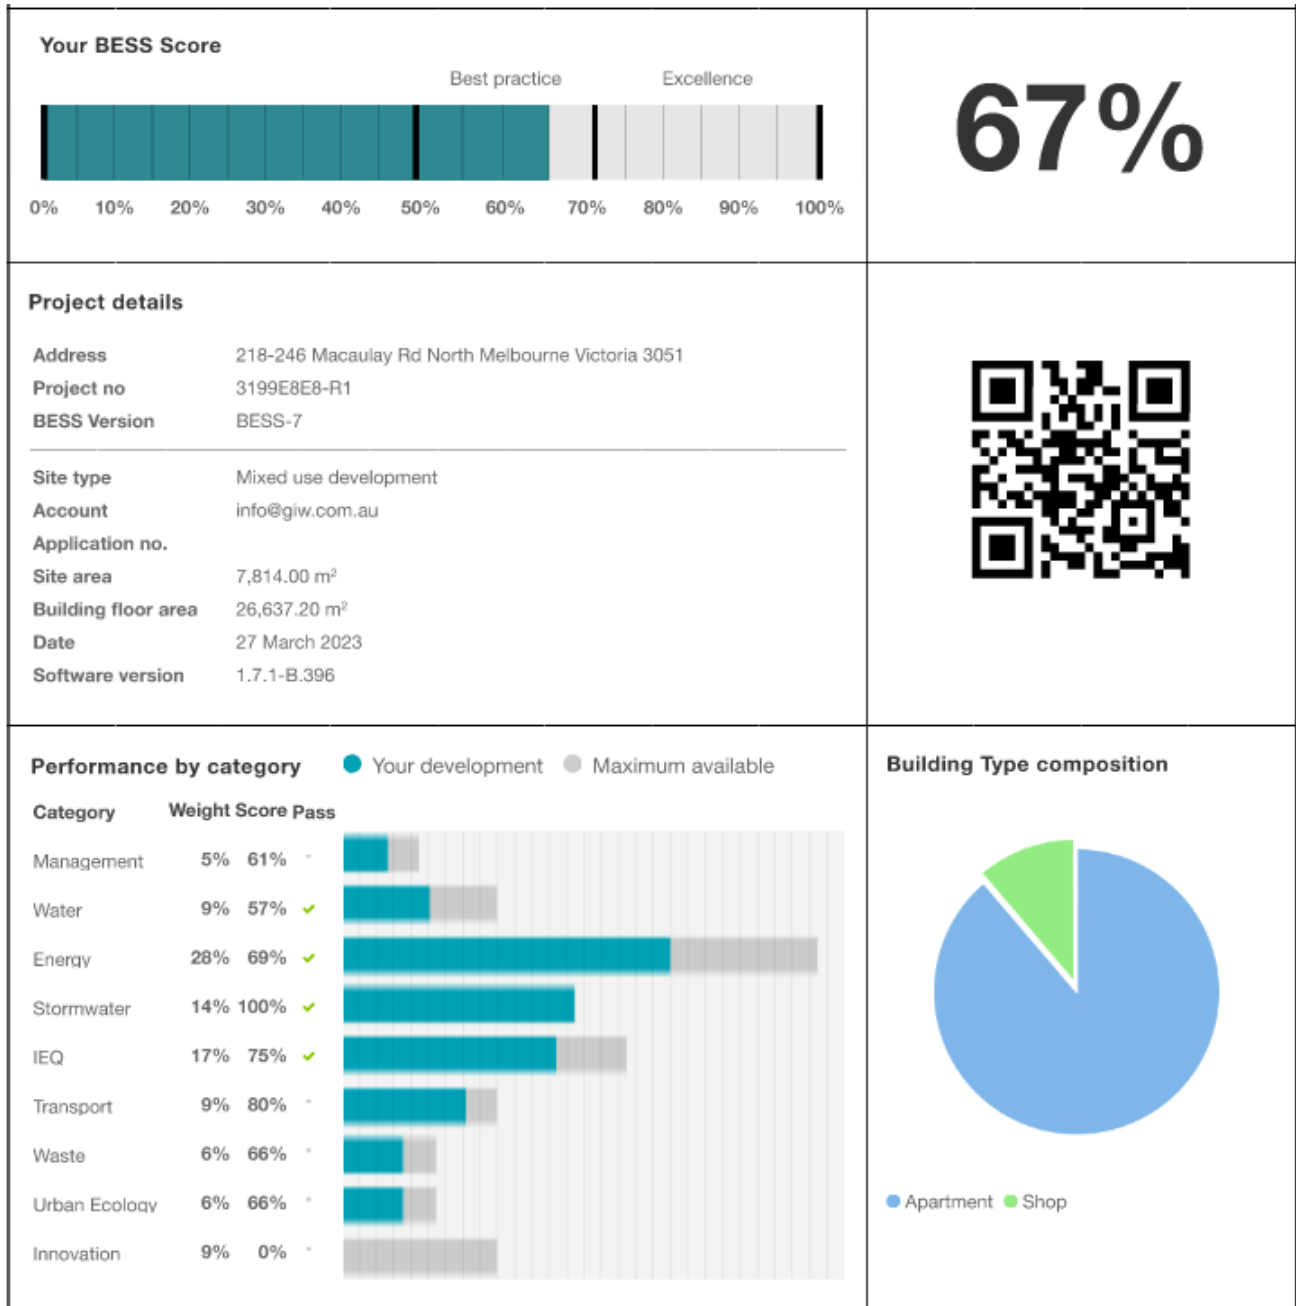 Your BESS Score
Best practice Excellence
0% 10% 20% 30% 40% 50% 60% 70% 80% 90% 100%
67%
Project details
Address 218-246 Macaulay Rd North Melbourne Victoria 3051
Project no 3199E8E8-R1
BESS Version BESS-7
Site type Mixed use development
Account info@giw.com.au
Application no.
Site area 7,814.00 m²
Building floor area 26,637.20 m²
Date 27 March 2023
Software version 1.7.1-B.396
Performance by category Your development Maximum available
Category Weight Score Pass
Management 5% 61% -
Water 9% 57% ✔
Energy 28% 69% ✔
Stormwater 14% 100% ✔
IEQ 17% 75% ✔
Transport 9% 80% -
Waste 6% 66% -
Urban Ecology 6% 66% -
Innovation 9% 0% -
Building Type composition
Apartment Shop